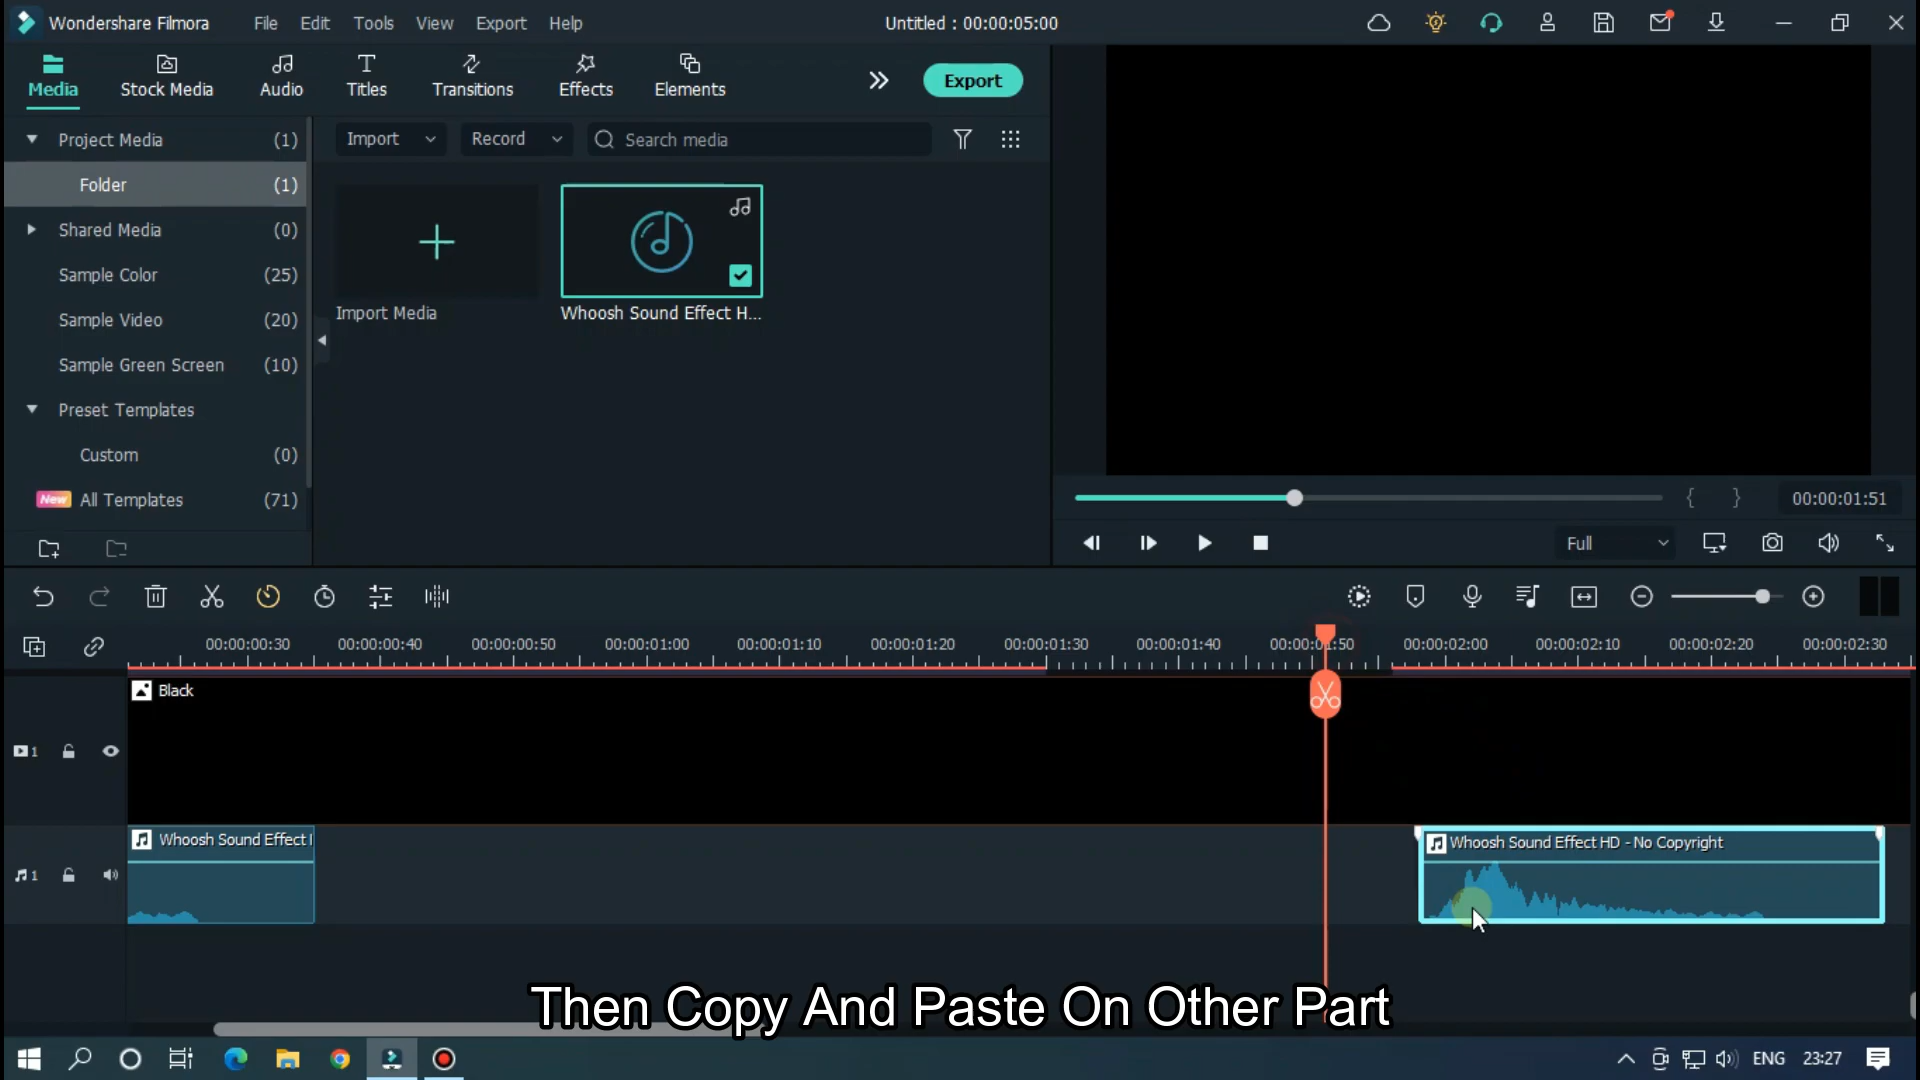 Wondershare Filmora
File Edit Tools View Export Help
Untitled : 00:00:05:00
Media
Stock Media
Audio
Titles
Transitions
Effects
Elements
Export
Project Media (1)
Folder (1)
Shared Media (0)
Sample Color (25)
Sample Video (20)
Sample Green Screen (10)
Preset Templates
Custom (0)
New All Templates (71)
Import
Record
Search media
Import Media
Whoosh Sound Effect H...
{ } 00:00:01:51
Full
00:00:00:30 00:00:00:40 00:00:00:50 00:00:01:00 00:00:01:10 00:00:01:20 00:00:01:30 00:00:01:40 00:00:01:50 00:00:02:00 00:00:02:10 00:00:02:20 00:00:02:30
Black
1
Whoosh Sound Effect
Whoosh Sound Effect HD - No Copyright
1
Then Copy And Paste On Other Part
ENG 23:27